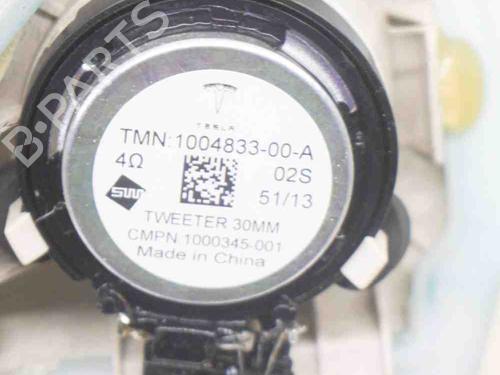 TESLA
TMN:1004833-00-A
4Ω 02S
SW 51/13
TWEETER 30MM
CMPN 1000345-001
Made in China
B-PARTS